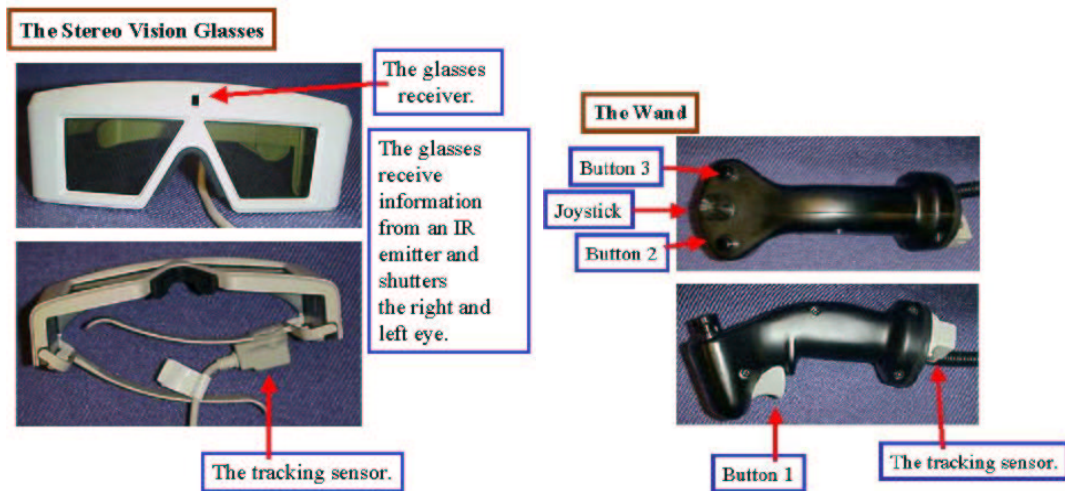 The Stereo Vision Glasses
The glasses
receiver.
The glasses
receive
information
from an IR
emitter and
shutters
the right and
left eye.
The tracking sensor.
The Wand
Button 3
Joystick
Button 2
Button 1
The tracking sensor.